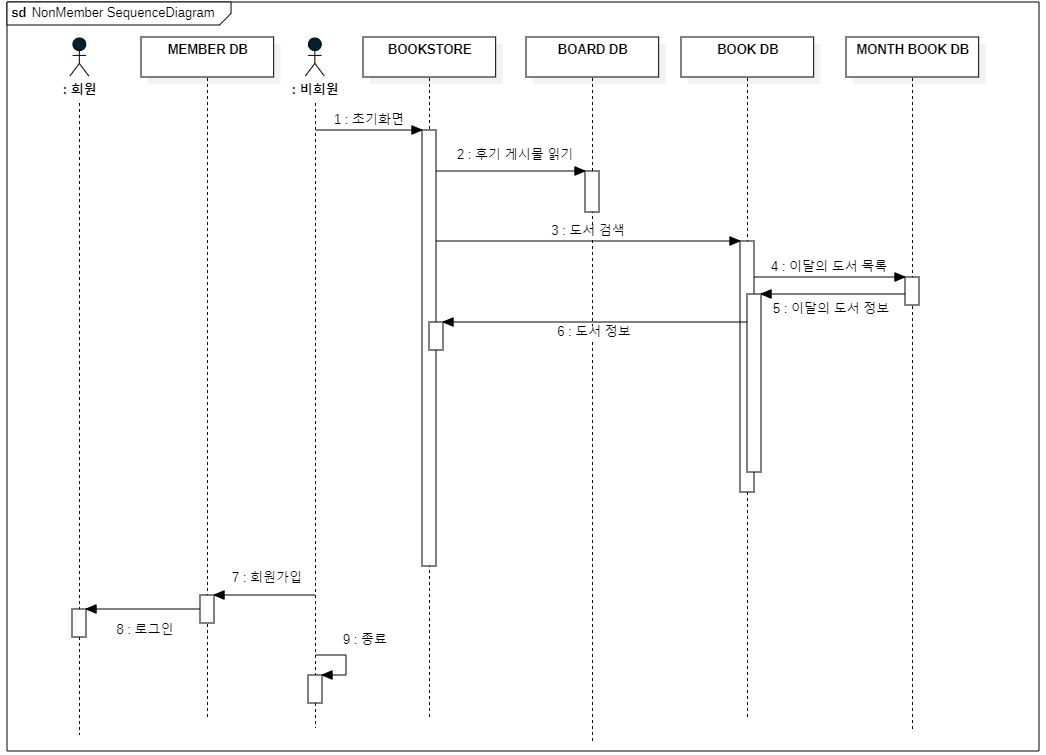 sd NonMember SequenceDiagram
MEMBER DB
BOOKSTORE
BOARD DB
BOOK DB
MONTH BOOK DB
: 회원
: 비회원
1 : 초기화면
2 : 후기 게시물 읽기
3 : 도서 검색
4 : 이달의 도서 목록
5 : 이달의 도서 정보
6 : 도서 정보
7 : 회원가입
8 : 로그인
9 : 종료